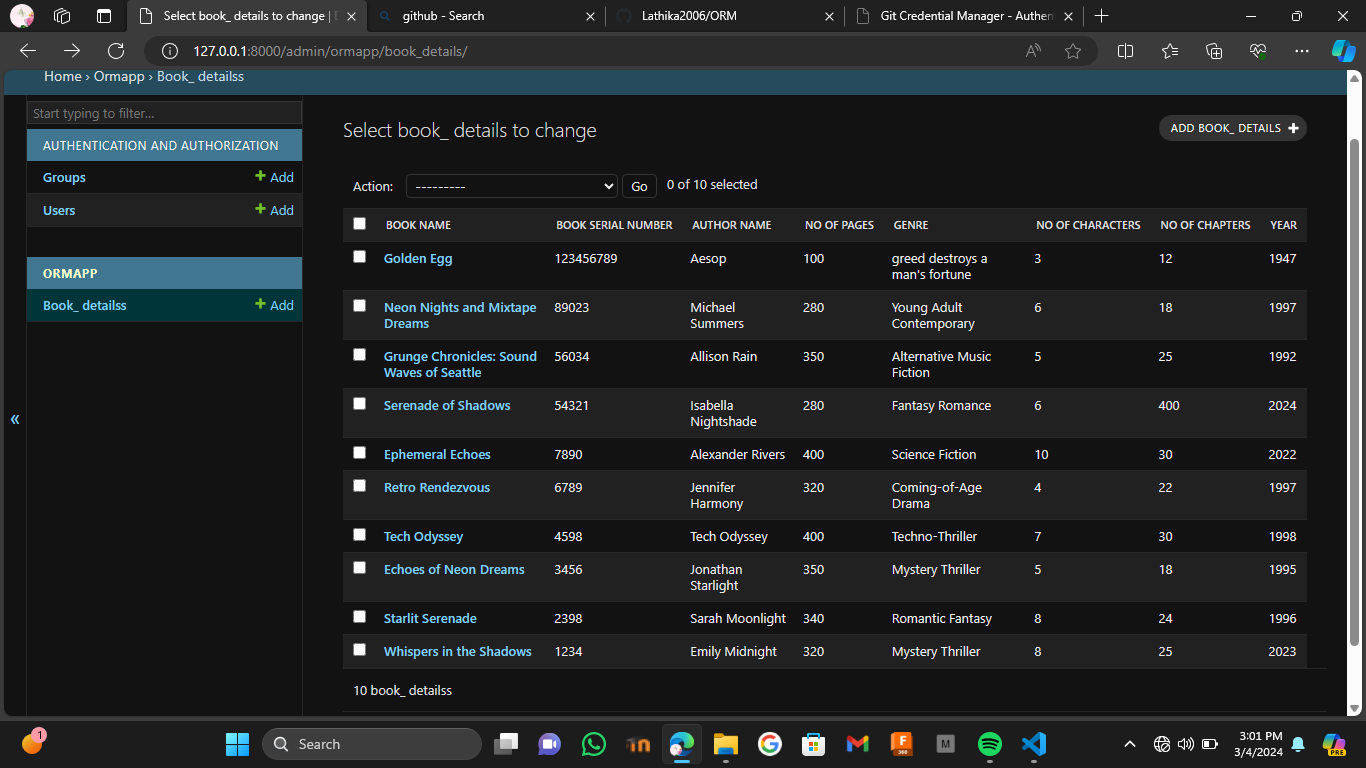 Select book_ details to change |
github - Search
Lathika2006/ORM
Git Credential Manager - Authen
127.0.0.1:8000/admin/ormapp/book_details/
Home › Ormapp › Book_ detailss
Start typing to filter...
AUTHENTICATION AND AUTHORIZATION
Groups + Add
Users + Add
ORMAPP
Book_ detailss + Add
«
Select book_ details to change
ADD BOOK_ DETAILS +
Action: --------- Go 0 of 10 selected
BOOK NAME BOOK SERIAL NUMBER AUTHOR NAME NO OF PAGES GENRE NO OF CHARACTERS NO OF CHAPTERS YEAR
Golden Egg 123456789 Aesop 100 greed destroys a 3 12 1947
man's fortune
Neon Nights and Mixtape 89023 Michael 280 Young Adult 6 18 1997
Dreams Summers Contemporary
Grunge Chronicles: Sound 56034 Allison Rain 350 Alternative Music 5 25 1992
Waves of Seattle Fiction
Serenade of Shadows 54321 Isabella 280 Fantasy Romance 6 400 2024
Nightshade
Ephemeral Echoes 7890 Alexander Rivers 400 Science Fiction 10 30 2022
Retro Rendezvous 6789 Jennifer 320 Coming-of-Age 4 22 1997
Harmony Drama
Tech Odyssey 4598 Tech Odyssey 400 Techno-Thriller 7 30 1998
Echoes of Neon Dreams 3456 Jonathan 350 Mystery Thriller 5 18 1995
Starlight
Starlit Serenade 2398 Sarah Moonlight 340 Romantic Fantasy 8 24 1996
Whispers in the Shadows 1234 Emily Midnight 320 Mystery Thriller 8 25 2023
10 book_ detailss
1
Search
3:01 PM
3/4/2024
PRE